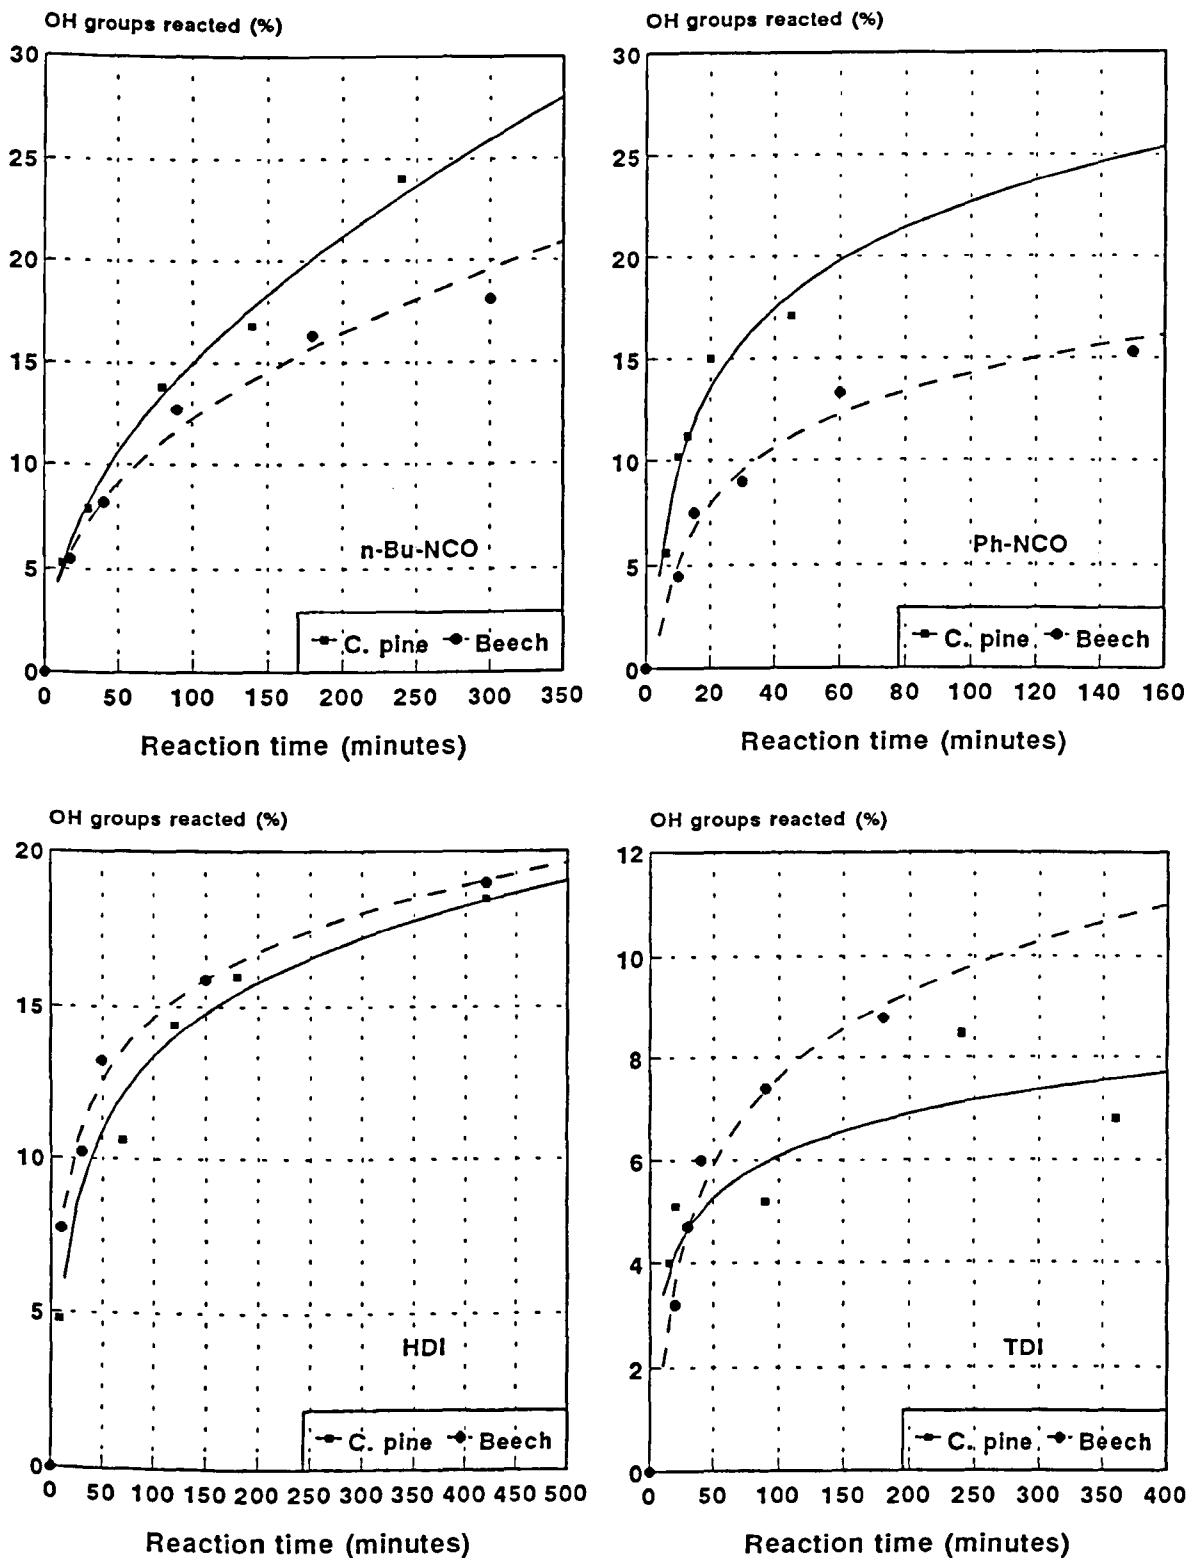 OH groups reacted (%)
30
25
20
15
10
5
0
n-Bu-NCO
C. pine Beech
0 50 100 150 200 250 300 350
Reaction time (minutes)
OH groups reacted (%)
30
25
20
15
10
5
0
Ph-NCO
C. pine Beech
0 20 40 60 80 100 120 140 160
Reaction time (minutes)
OH groups reacted (%)
20
15
10
5
0
HDI
C. pine Beech
0 50 100 150 200 250 300 350 400 450 500
Reaction time (minutes)
OH groups reacted (%)
12
10
8
6
4
2
0
TDI
C. pine Beech
0 50 100 150 200 250 300 350 400
Reaction time (minutes)